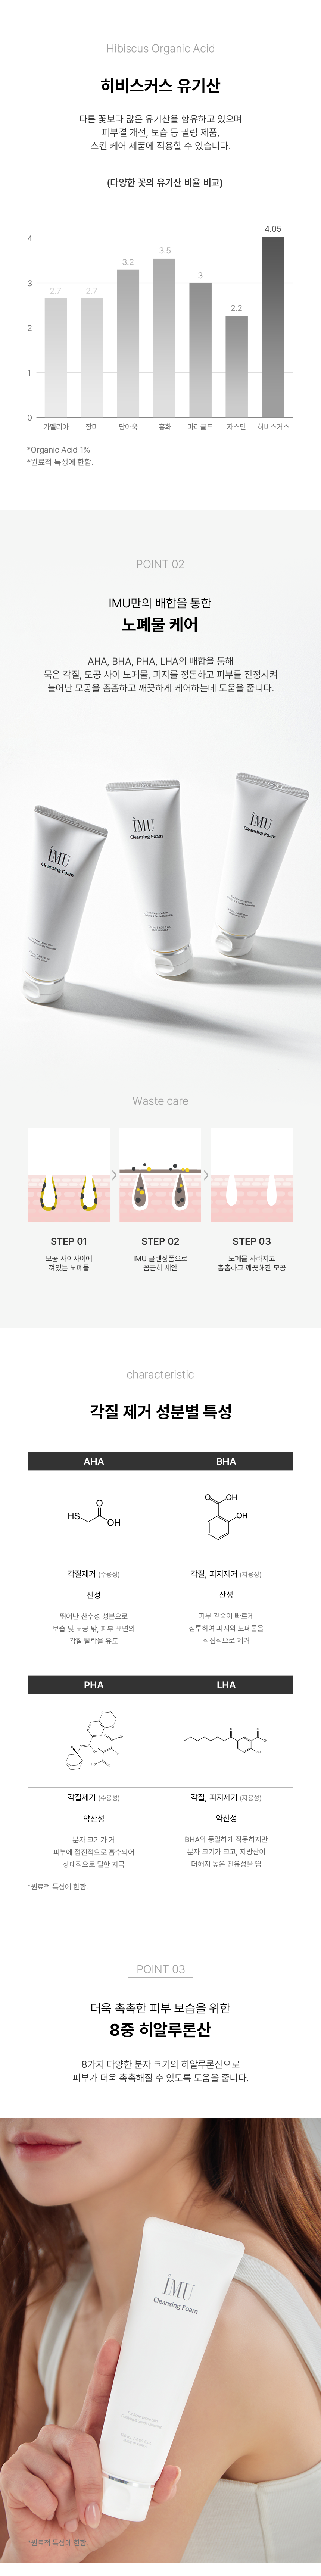 Hibiscus Organic Acid
히비스커스 유기산
다른 꽃보다 많은 유기산을 함유하고 있으며
피부결 개선, 보습 등 필링 제품,
스킨 케어 제품에 적용할 수 있습니다.
(다양한 꽃의 유기산 비율 비교)
4
3
2
1
0
2.7
2.7
3.2
3.5
3
2.2
4.05
카멜리아 장미 당아욱 홍화 마리골드 자스민 히비스커스
*Organic Acid 1%
*원료적 특성에 한함.
POINT 02
IMU만의 배합을 통한
노폐물 케어
AHA, BHA, PHA, LHA의 배합을 통해
묵은 각질, 모공 사이 노폐물, 피지를 정돈하고 피부를 진정시켜
늘어난 모공을 촘촘하고 깨끗하게 케어하는데 도움을 줍니다.
IMU
Cleansing Foam
IMU
Cleansing Foam
IMU
Cleansing Foam
Waste care
STEP 01
모공 사이사이에
껴있는 노폐물
STEP 02
IMU 클렌징폼으로
꼼꼼히 세안
STEP 03
노폐물 사라지고
촘촘하고 깨끗해진 모공
characteristic
각질 제거 성분별 특성
AHA BHA
HS O OH
O OH OH
각질제거 (수용성) 각질, 피지제거 (지용성)
산성 산성
뛰어난 친수성 성분으로
보습 및 모공 밖, 피부 표면의
각질 탈락을 유도
피부 깊숙이 빠르게
침투하여 피지와 노폐물을
직접적으로 제거
PHA LHA
각질제거 (수용성) 각질, 피지제거 (지용성)
약산성 약산성
분자 크기가 커
피부에 점진적으로 흡수되어
상대적으로 덜한 자극
BHA와 동일하게 작용하지만
분자 크기가 크고, 지방산이
더해져 높은 친유성을 띔
*원료적 특성에 한함.
POINT 03
더욱 촉촉한 피부 보습을 위한
8중 히알루론산
8가지 다양한 분자 크기의 히알루론산으로
피부가 더욱 촉촉해질 수 있도록 도움을 줍니다.
IMU
Cleansing Foam
*원료적 특성에 한함.